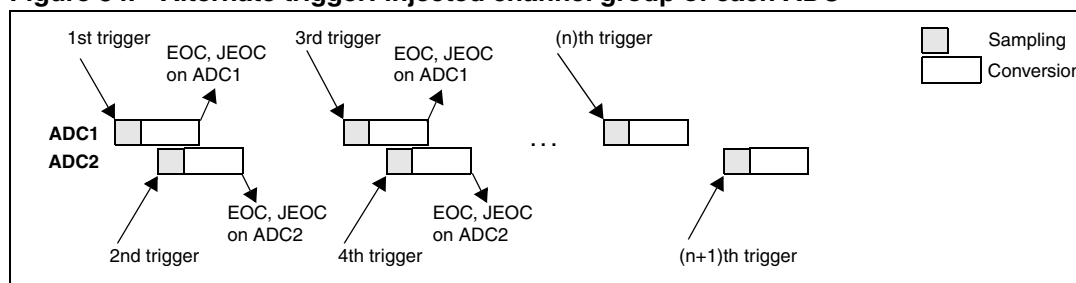 Figure 34. Alternate trigger: injected channel group of each ADC
1st trigger
EOC, JEOC
on ADC1
3rd trigger
EOC, JEOC
on ADC1
(n)th trigger
Sampling
Conversion
ADC1
ADC2
...
EOC, JEOC
on ADC2
EOC, JEOC
on ADC2
2nd trigger
4th trigger
(n+1)th trigger